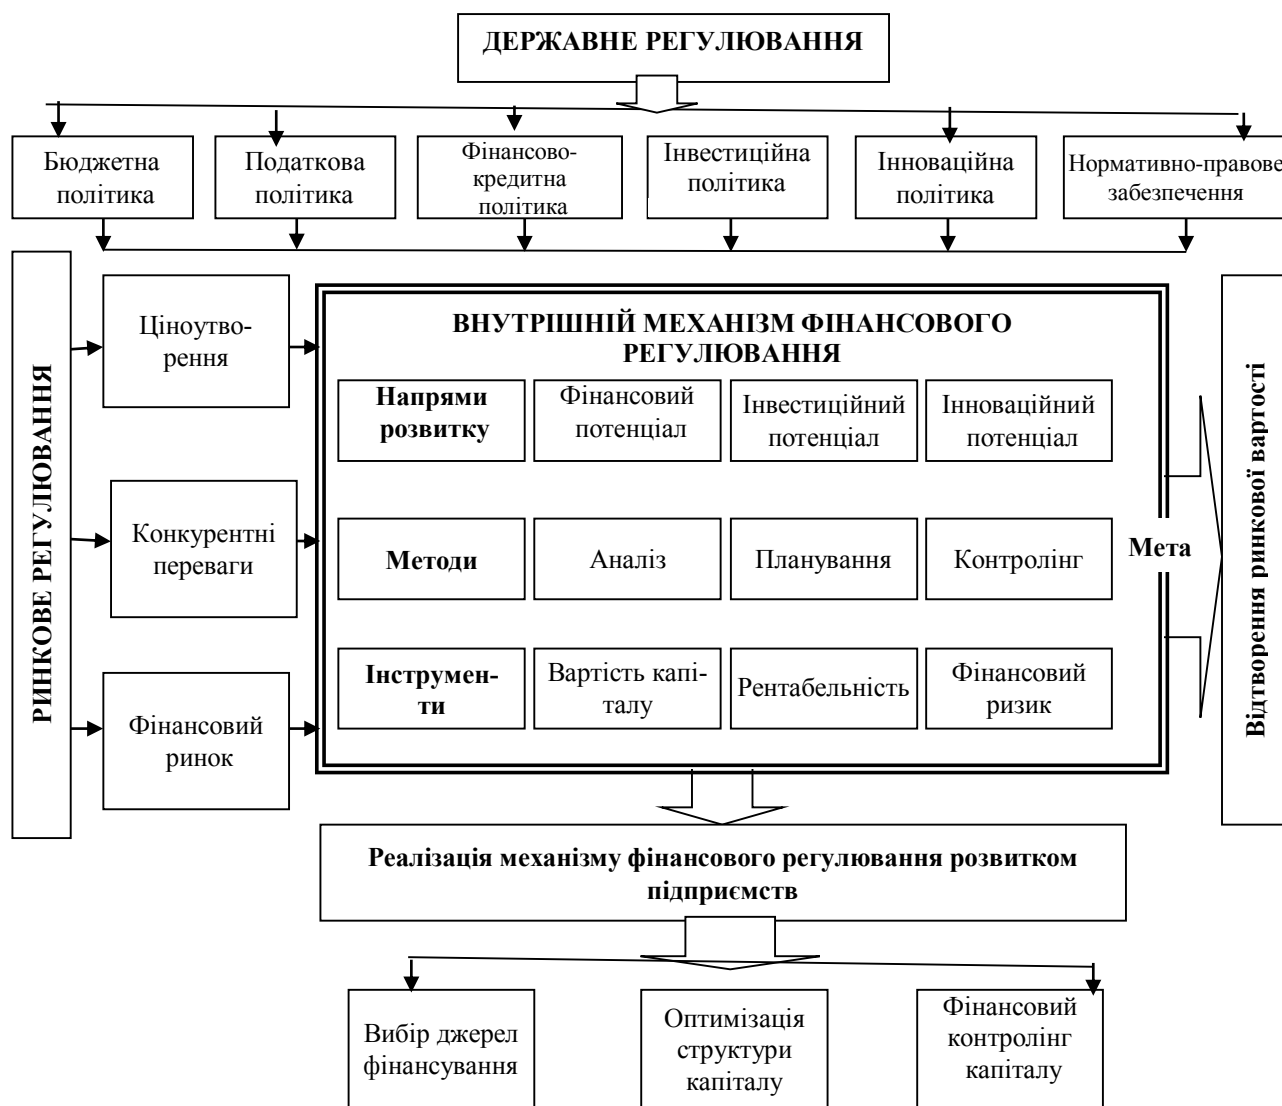 ДЕРЖАВНЕ РЕГУЛЮВАННЯ
Бюджетна
політика
Податкова
політика
Фінансово-
кредитна
політика
Інвестиційна
політика
Інноваційна
політика
Нормативно-правове
забезпечення
РИНКОВЕ РЕГУЛЮВАННЯ
Ціноутво-
рення
Конкурентні
переваги
Фінансовий
ринок
ВНУТРІШНІЙ МЕХАНІЗМ ФІНАНСОВОГО
РЕГУЛЮВАННЯ
Напрями
розвитку
Фінансовий
потенціал
Інвестиційний
потенціал
Інноваційний
потенціал
Методи
Аналіз
Планування
Контролінг
Інструмен-
ти
Вартість капі-
талу
Рентабельність
Фінансовий
ризик
Мета
Відтворення ринкової вартості
Реалізація механізму фінансового регулювання розвитком
підприємств
Вибір джерел
фінансування
Оптимізація
структури
капіталу
Фінансовий
контролінг
капіталу